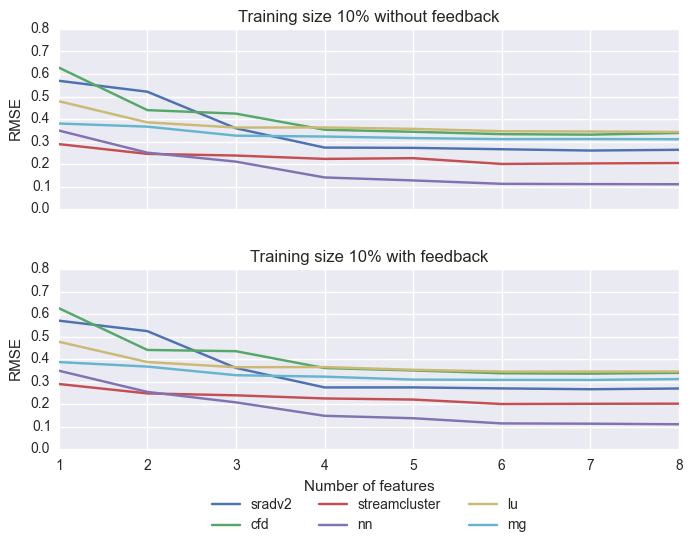 Training size 10% without feedback
0.8
0.7
0.6
0.5
0.4
0.3
0.2
0.1
0.0
RMSE
Training size 10% with feedback
0.8
0.7
0.6
0.5
0.4
0.3
0.2
0.1
0.0
RMSE
1 2 3 4 5 6 7 8
Number of features
sradv2 streamcluster lu
cfd nn mg